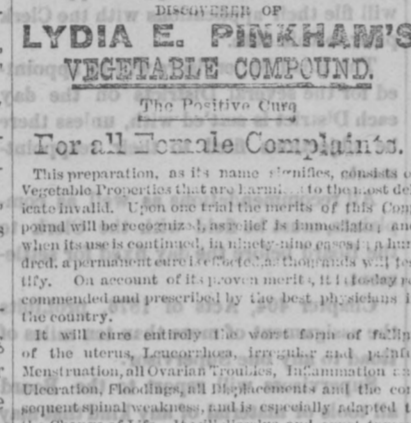 DISCOVERER OF
LYDIA E. PINKHAM'S
VEGETABLE COMPOUND.
The Positive Cure
For all Female Complaints.
This preparation, as its name signifies, consists o
Vegetable Properties that are harmless to the most del
icate invalid. Upon one trial the merits of this Com
pound will be recognized, as relief is immediate; and
when its use is continued, in ninety-nine cases in a hun
dred, a permanent cure is effected, as thousands will tes
tify. On account of its proven merits, it is to-day re
commended and prescribed by the best physicians i
the country.
It will cure entirely the worst form of falling
of the uterus, Leucorrhœa, irregular and painful
Menstruation, all Ovarian Troubles, Inflammation an
Ulceration, Floodings, all Displacements and the con
sequent spinal weakness, and is especially adapted t